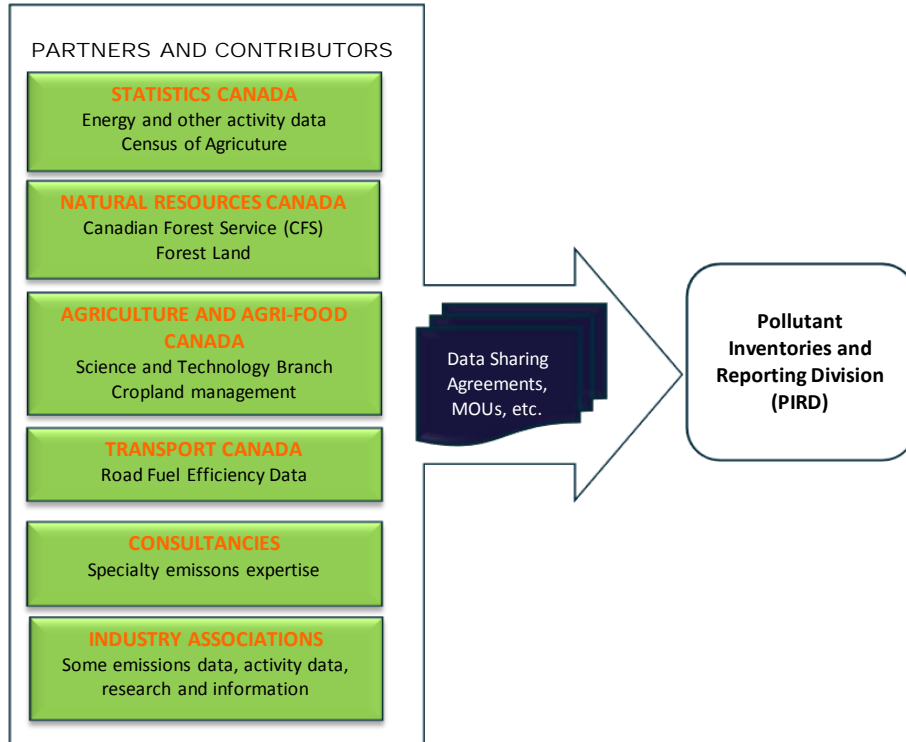 PARTNERS AND CONTRIBUTORS
STATISTICS CANADA
Energy and other activity data
Census of Agricuture
NATURAL RESOURCES CANADA
Canadian Forest Service (CFS)
Forest Land
AGRICULTURE AND AGRI-FOOD
CANADA
Science and Technology Branch
Cropland management
TRANSPORT CANADA
Road Fuel Efficiency Data
CONSULTANCIES
Specialty emissons expertise
INDUSTRY ASSOCIATIONS
Some emissions data, activity data,
research and information
Data Sharing
Agreements,
MOUs, etc.
Pollutant
Inventories and
Reporting Division
(PIRD)